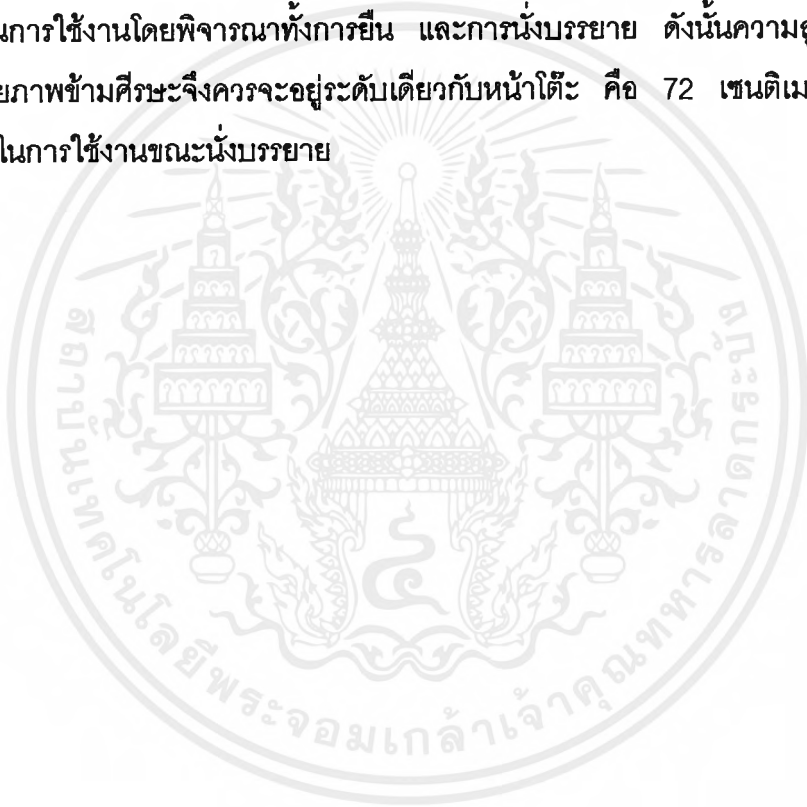 นการใช้งานโดยพิจารณาทั้งการยืน และการนั่งบรรยาย ดังนั้นความสู
ยภาพข้ามศีรษะจึงควรจะอยู่ระดับเดียวกับหน้าโต๊ะ คือ 72 เซนติเม
ในการใช้งานขณะนั่งบรรยาย
สถาบันเทคโนโลยีพระจอมเกล้าเจ้าคุณทหารลาดกระบัง